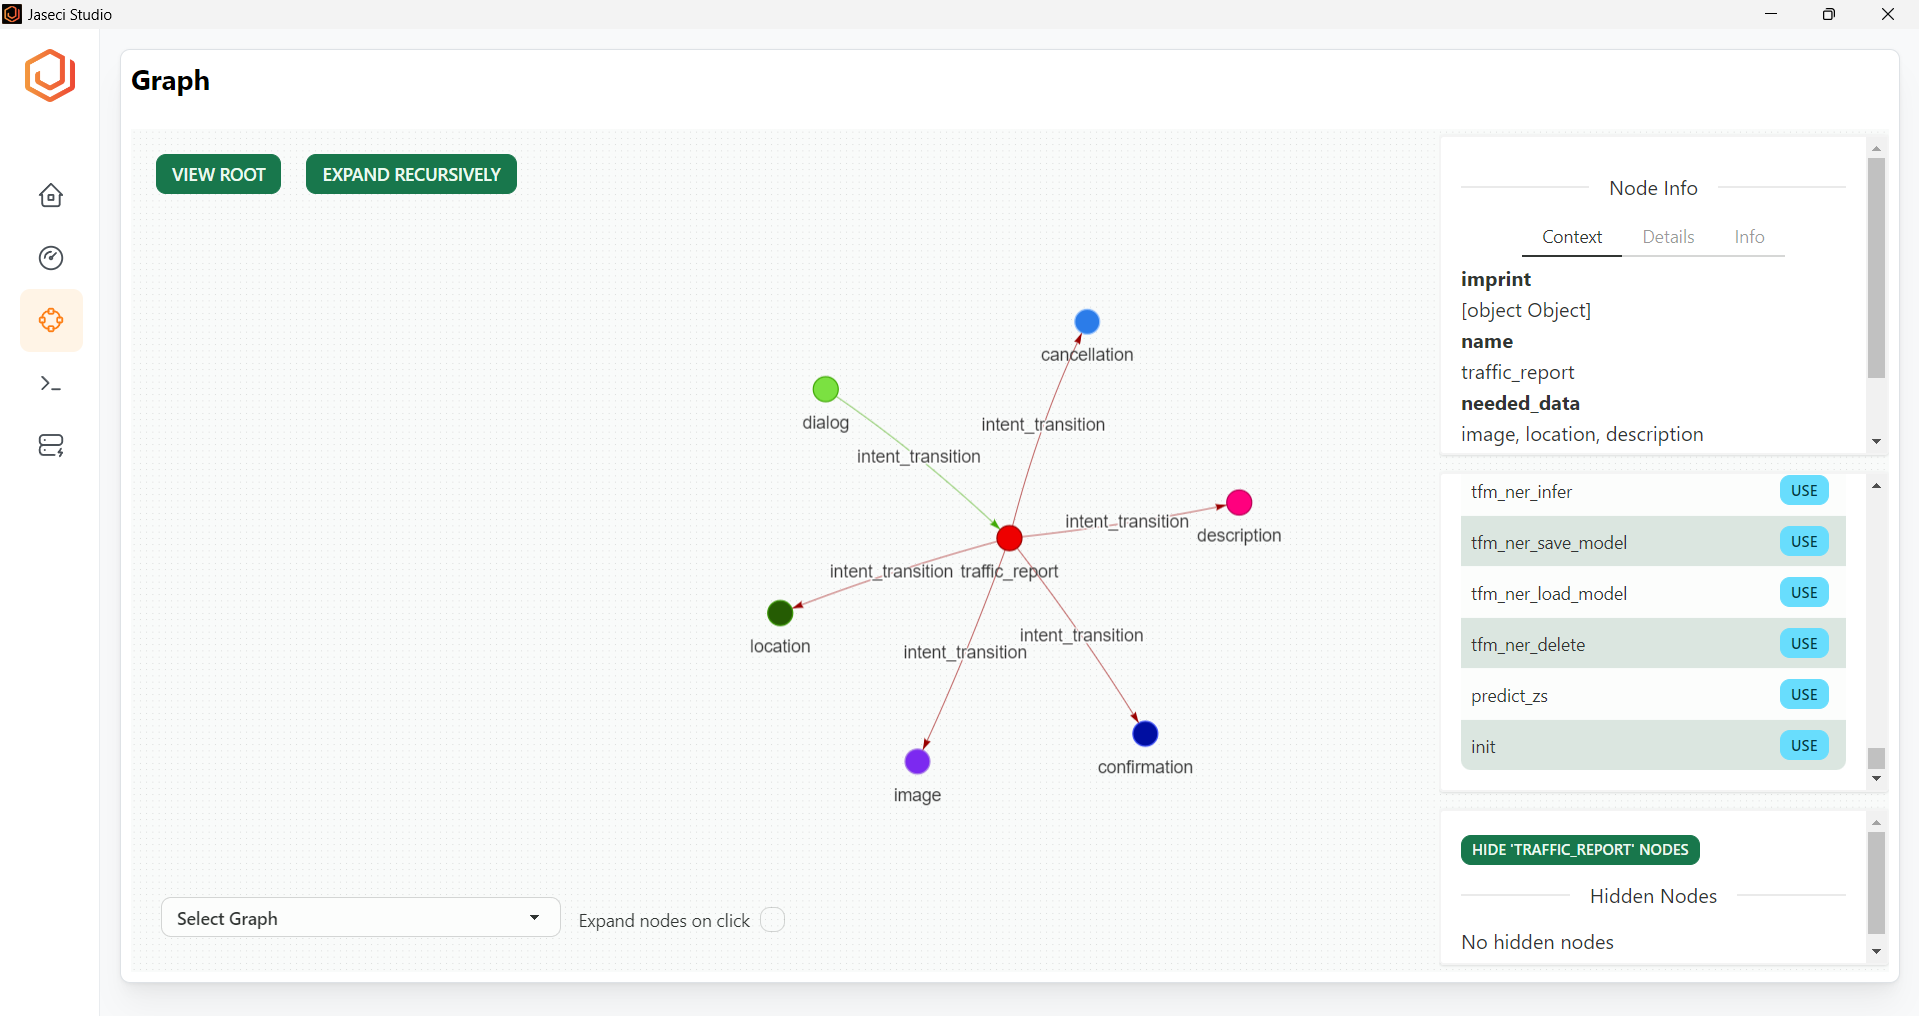 Jaseci Studio
Graph
VIEW ROOT
EXPAND RECURSIVELY
cancellation
dialog
intent_transition
intent_transition
intent_transition
description
intent_transition
traffic_report
location
intent_transition
intent_transition
confirmation
image
Select Graph
Expand nodes on click
Node Info
Context Details Info
imprint
[object Object]
name
traffic_report
needed_data
image, location, description
tfm_ner_infer USE
tfm_ner_save_model USE
tfm_ner_load_model USE
tfm_ner_delete USE
predict_zs USE
init USE
HIDE 'TRAFFIC_REPORT' NODES
Hidden Nodes
No hidden nodes